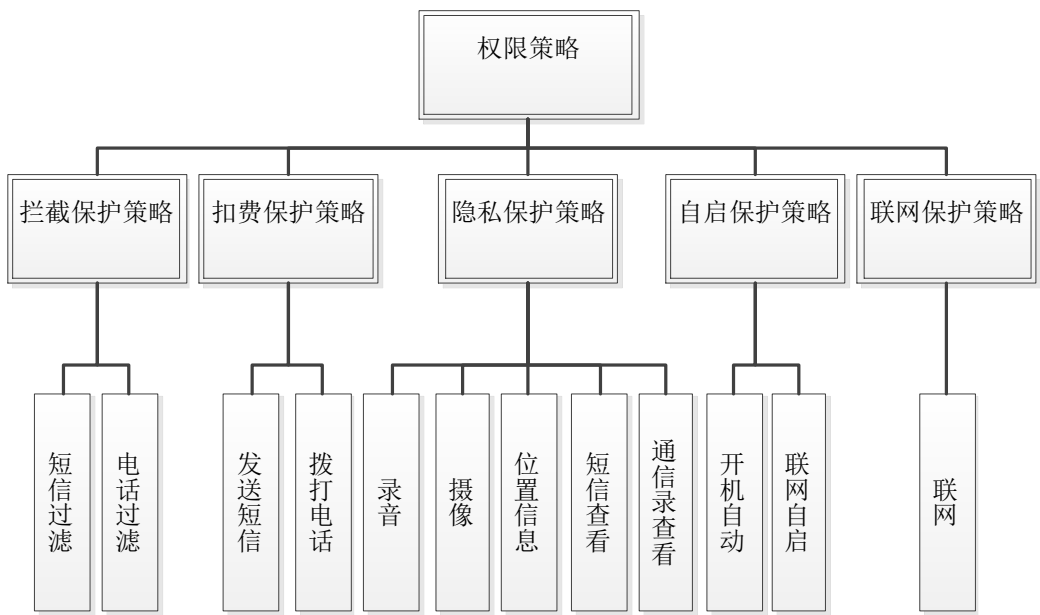 权限策略
拦截保护策略
扣费保护策略
隐私保护策略
自启保护策略
联网保护策略
短信过滤
电话过滤
发送短信
拨打电话
录音
摄像
位置信息
短信查看
通信录查看
开机自动
联网自启
联网